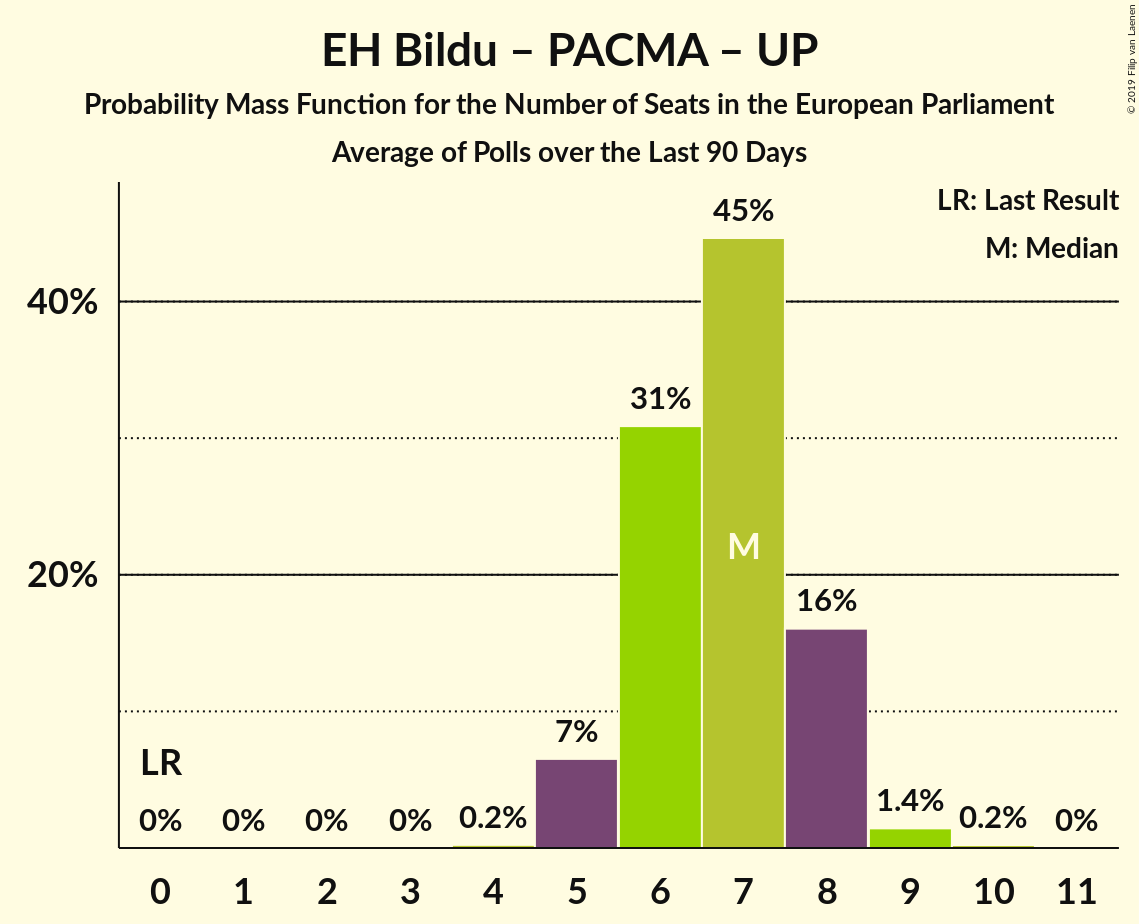 EH Bildu – PACMA – UP
Probability Mass Function for the Number of Seats in the European Parliament
Average of Polls over the Last 90 Days
© 2019 Filip van Laenen
LR: Last Result
M: Median
45%
40%
31%
M
20%
16%
7%
LR
0%
0%
0%
0%
0.2%
1.4%
0.2%
0%
0 1 2 3 4 5 6 7 8 9 10 11